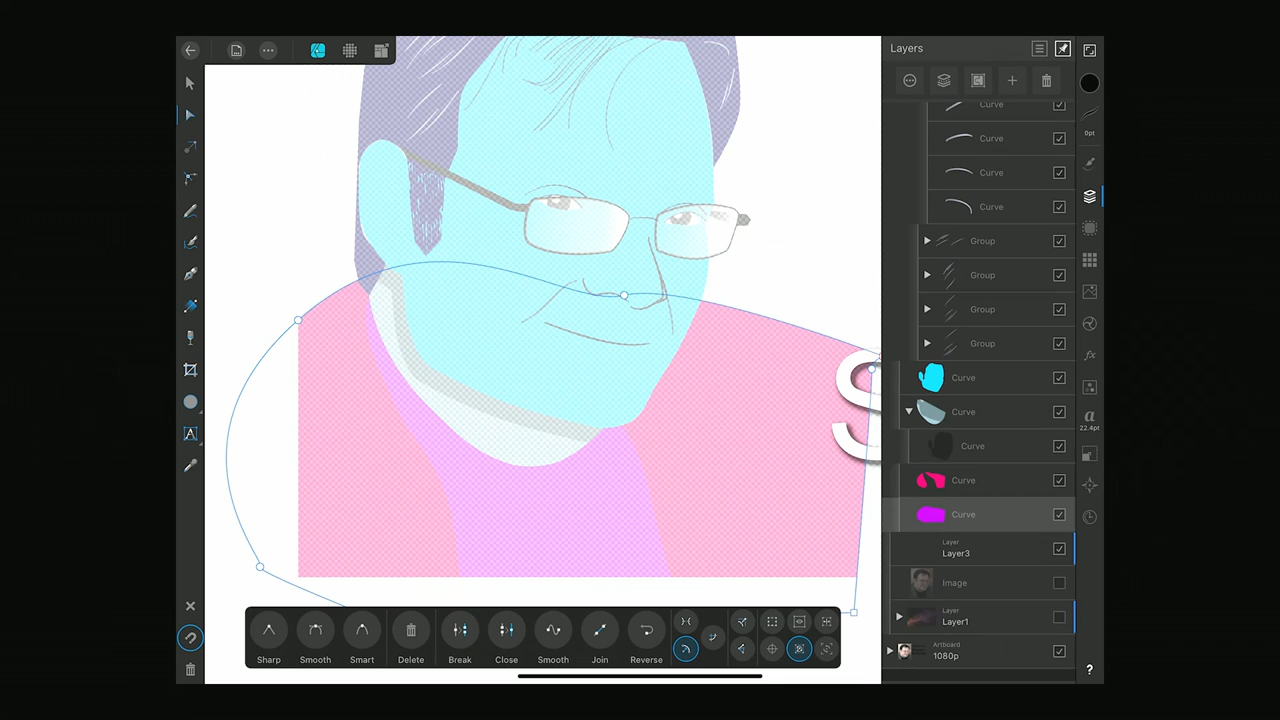 Layers
Curve
0pt
Curve
Curve
Curve
Group
Group
Group
Group
S
S
Curve
Curve
a
22.4pt
Curve
Curve
Curve
Layer
Layer3
Image
Layer
Layer1
Artboard
1080p
Sharp Smooth Smart Delete Break Close Smooth Join Reverse
?